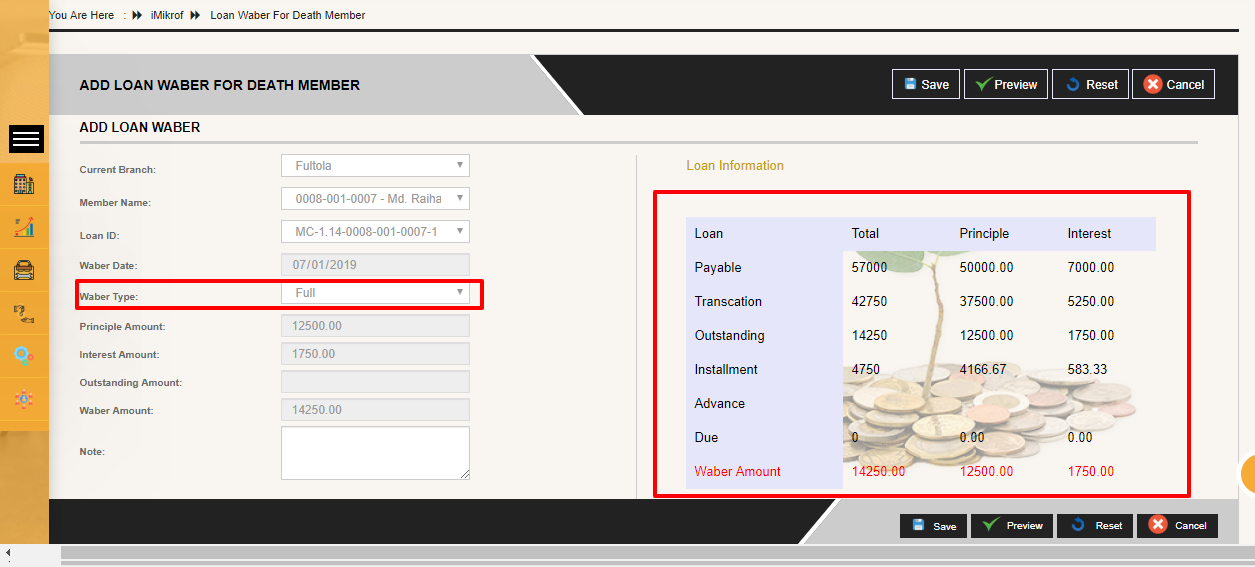 You Are Here : iMikrof Loan Waber For Death Member
ADD LOAN WABER FOR DEATH MEMBER Save Preview Reset Cancel
ADD LOAN WABER
Current Branch: Fultola
Member Name: 0008-001-0007 - Md. Raiha
Loan ID: MC-1.14-0008-001-0007-1
Waber Date: 07/01/2019
Waber Type: Full
Principle Amount: 12500.00
Interest Amount: 1750.00
Outstanding Amount:
Waber Amount: 14250.00
Note:
Loan Information
Loan Total Principle Interest
Payable 57000 50000.00 7000.00
Transcation 42750 37500.00 5250.00
Outstanding 14250 12500.00 1750.00
Installment 4750 4166.67 583.33
Advance
Due 0 0.00 0.00
Waber Amount 14250.00 12500.00 1750.00
Save Preview Reset Cancel